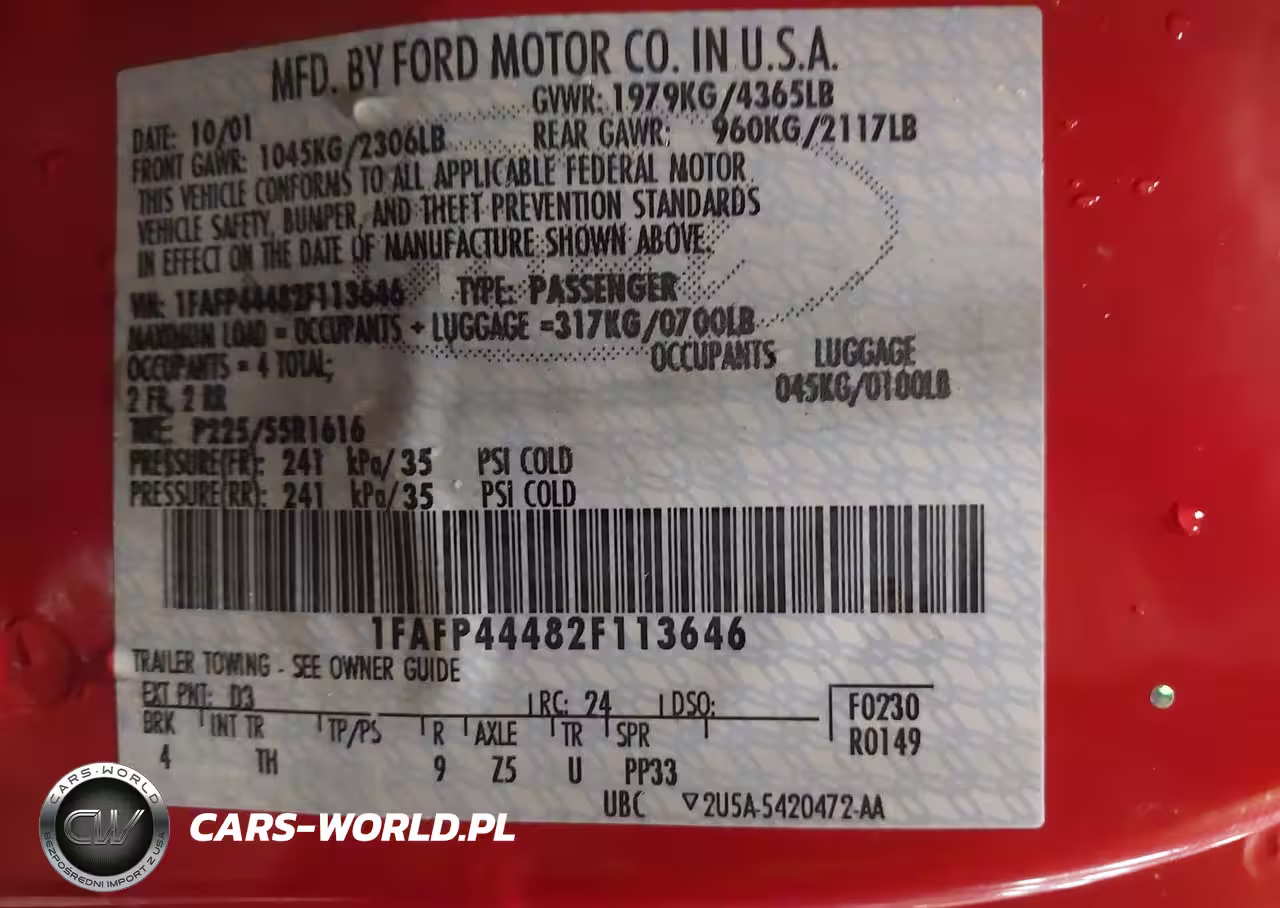 MFD. BY FORD MOTOR CO. IN U.S.A.
DATE: 10/01 GVWR: 1979KG/4365LB
FRONT GAWR: 1045KG/2306LB REAR GAWR: 960KG/2117LB
THIS VEHICLE CONFORMS TO ALL APPLICABLE FEDERAL MOTOR
VEHICLE SAFETY, BUMPER, AND THEFT PREVENTION STANDARDS
IN EFFECT ON THE DATE OF MANUFACTURE SHOWN ABOVE.
VIN: 1FAFP44482F113646 TYPE: PASSENGER
MAXIMUM LOAD = OCCUPANTS + LUGGAGE =317KG/0700LB
OCCUPANTS = 4 TOTAL; OCCUPANTS LUGGAGE
2 FR, 2 RR 045KG/0100LB
TIRE: P225/55R1616
PRESSURE(FR): 241 kPa/35 PSI COLD
PRESSURE(RR): 241 kPa/35 PSI COLD
1FAFP44482F113646
TRAILER TOWING - SEE OWNER GUIDE
EXT PNT: D3 RC: 24 DSO: F0230
BRK INT TR TP/PS R AXLE TR SPR R0149
4 TH 9 Z5 U PP33
UBC ▽2U5A-5420472-AA
CARS-WORLD
CW
BEZPOŚREDNI IMPORT Z USA
CARS-WORLD.PL